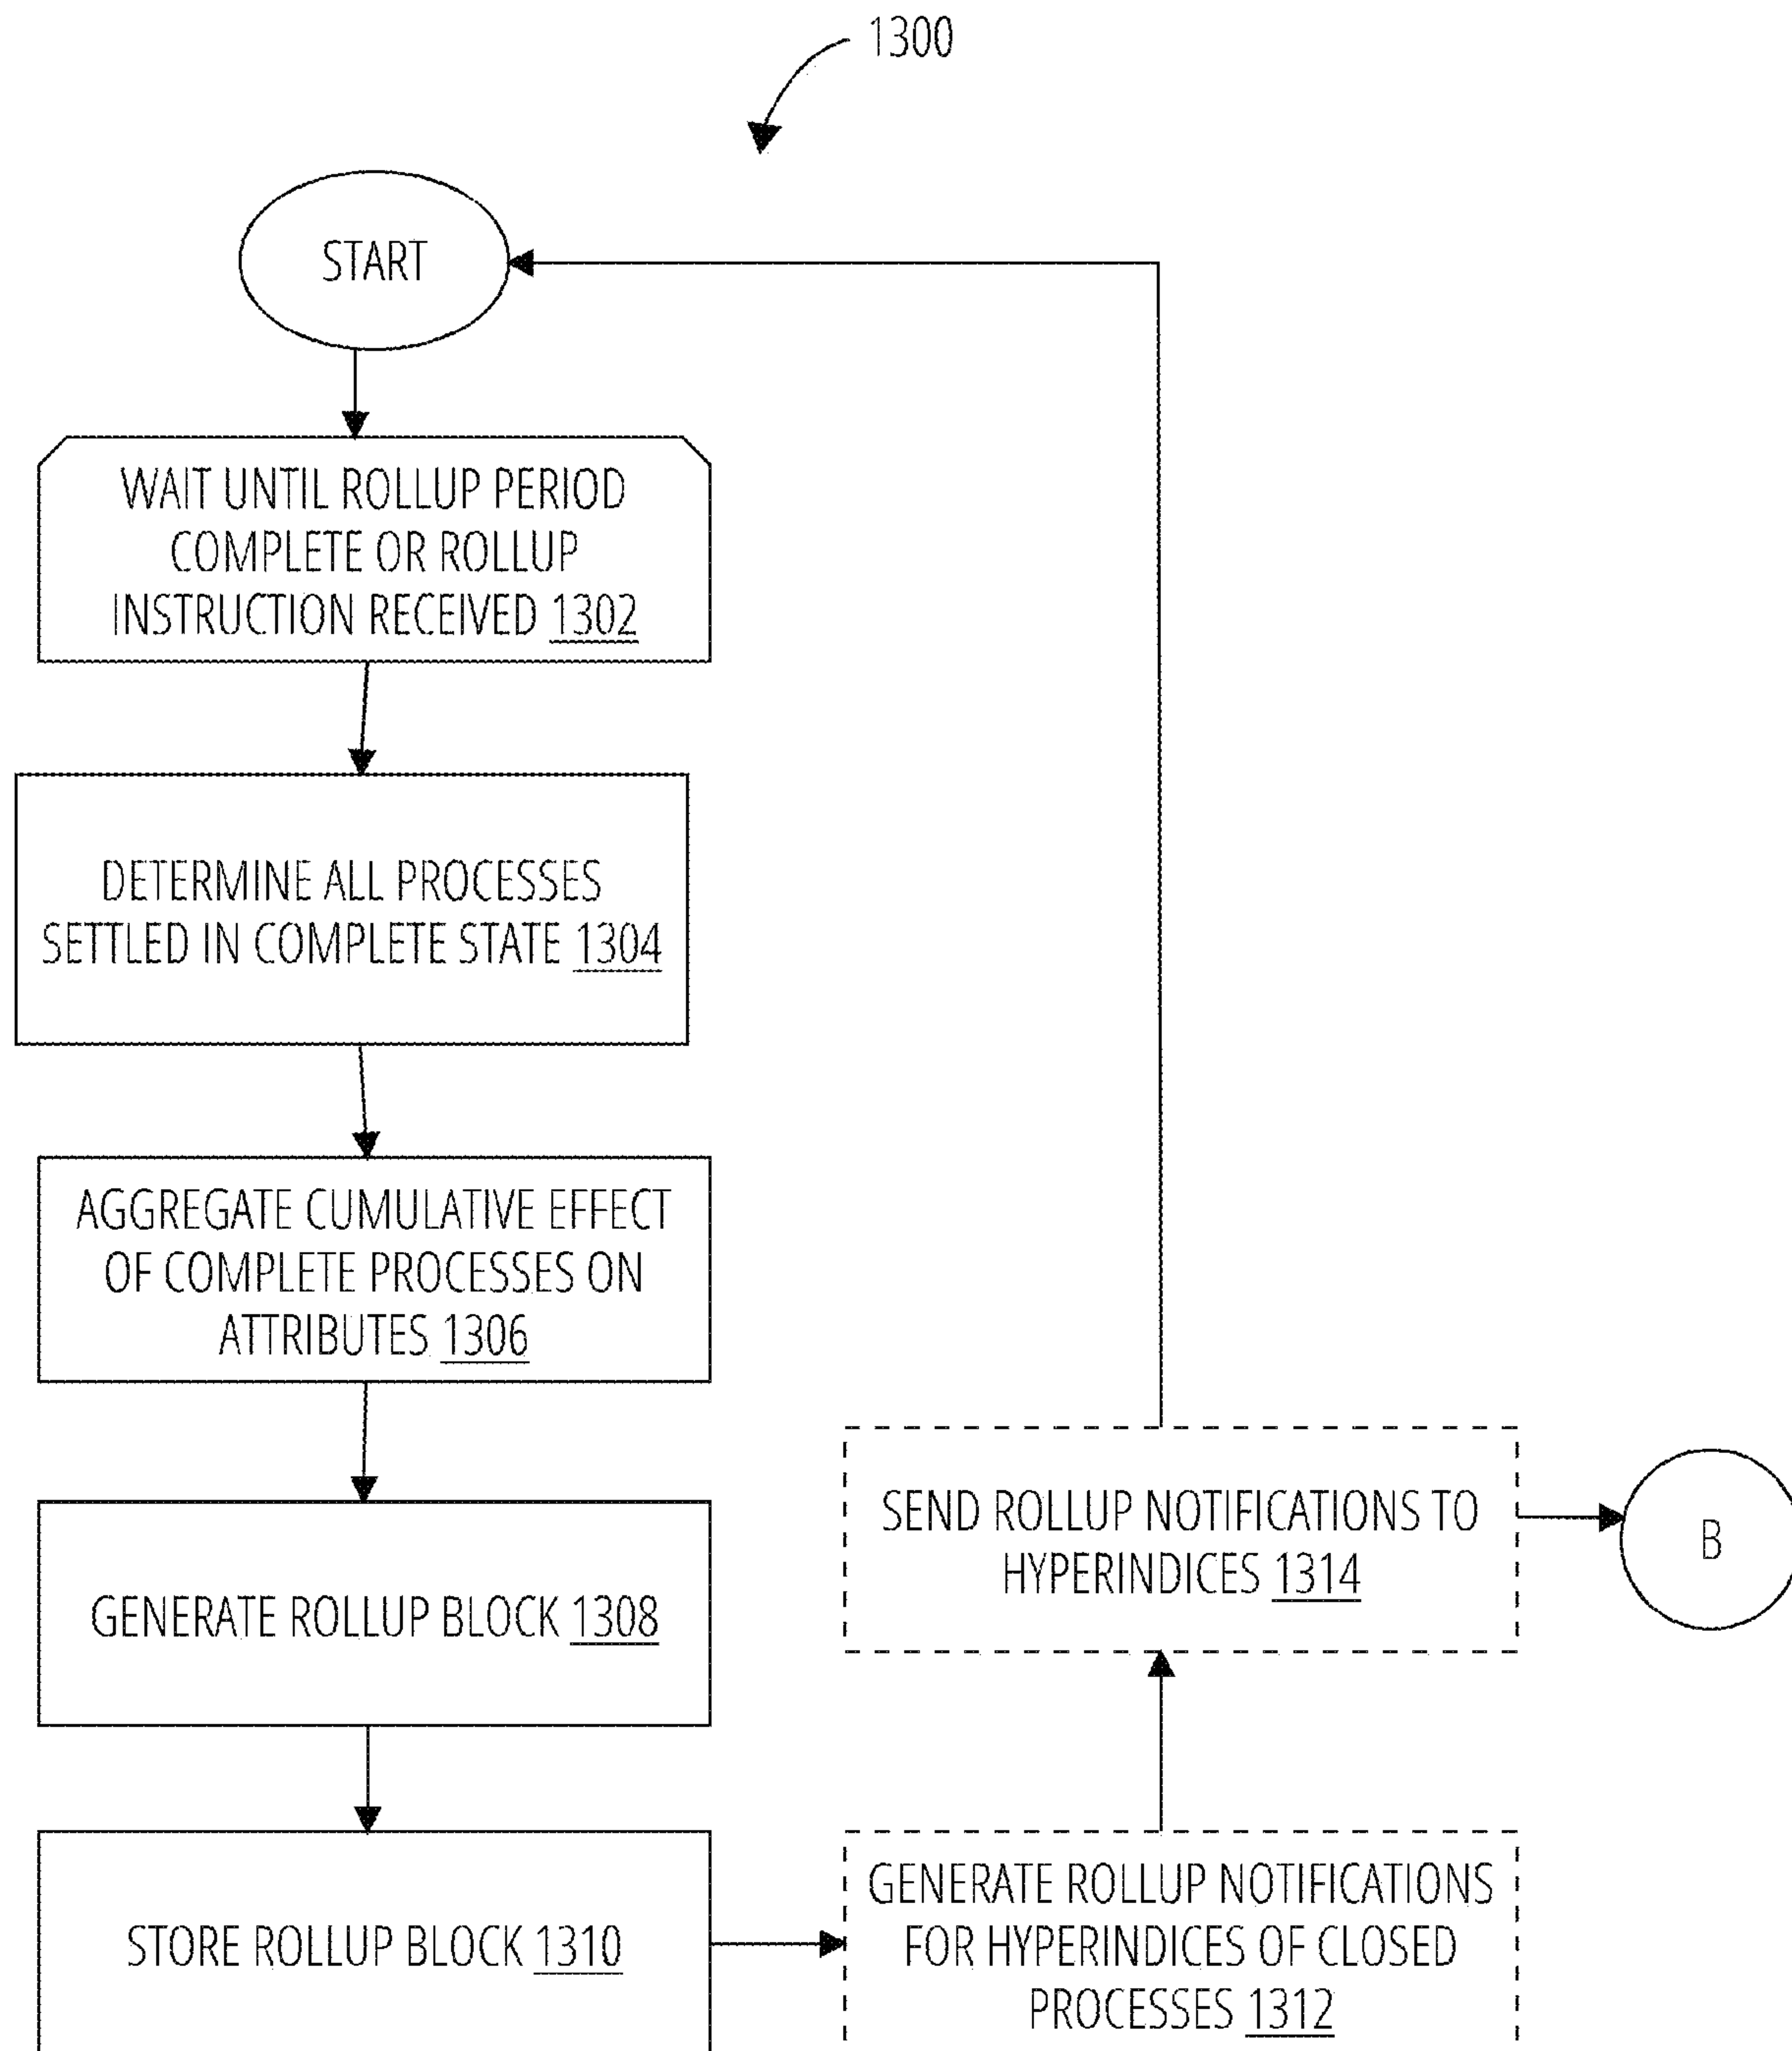 1300
START
WAIT UNTIL ROLLUP PERIOD
COMPLETE OR ROLLUP
INSTRUCTION RECEIVED 1302
DETERMINE ALL PROCESSES
SETTLED IN COMPLETE STATE 1304
AGGREGATE CUMULATIVE EFFECT
OF COMPLETE PROCESSES ON
ATTRIBUTES 1306
GENERATE ROLLUP BLOCK 1308
STORE ROLLUP BLOCK 1310
GENERATE ROLLUP NOTIFICATIONS
FOR HYPERINDICES OF CLOSED
PROCESSES 1312
SEND ROLLUP NOTIFICATIONS TO
HYPERINDICES 1314
B